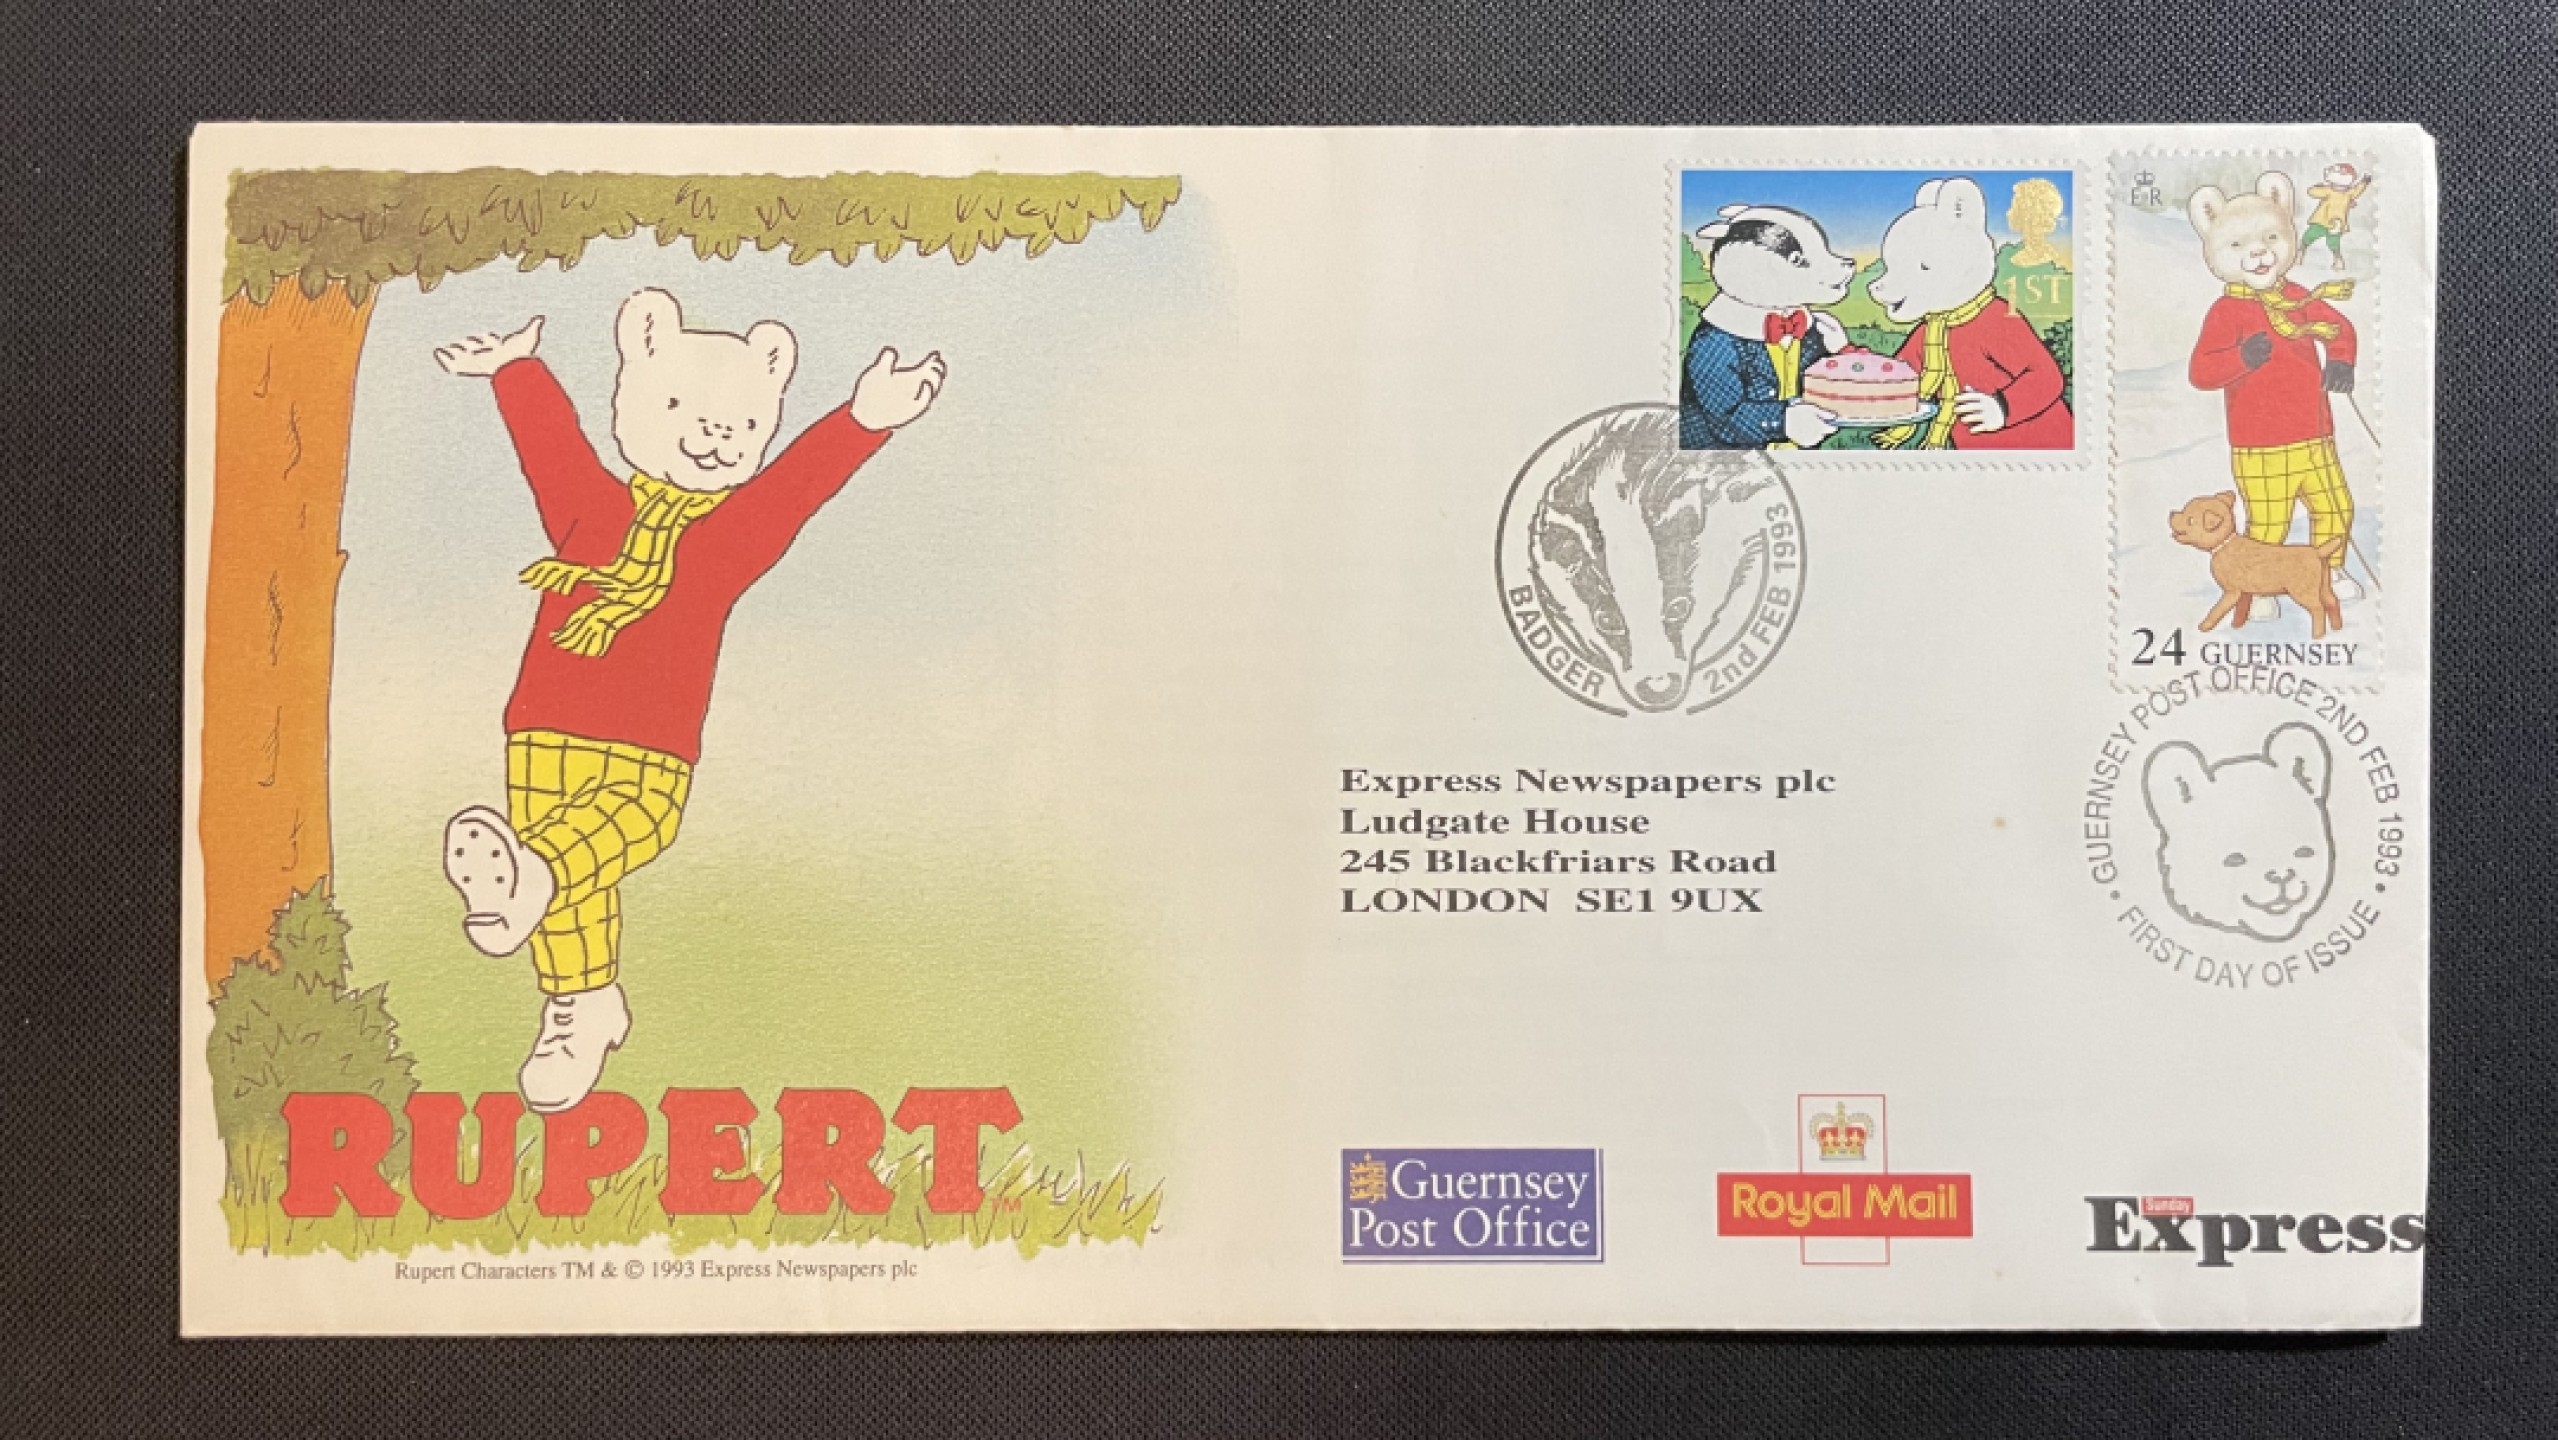 1ST
E R
24 GUERNSEY
BADGER 2nd FEB 1993
GUERNSEY POST OFFICE 2ND FEB 1993
FIRST DAY OF ISSUE
Express Newspapers plc
Ludgate House
245 Blackfriars Road
LONDON SE1 9UX
RUPERT TM
Rupert Characters TM & © 1993 Express Newspapers plc
Guernsey
Post Office
Royal Mail
Sunday
Express